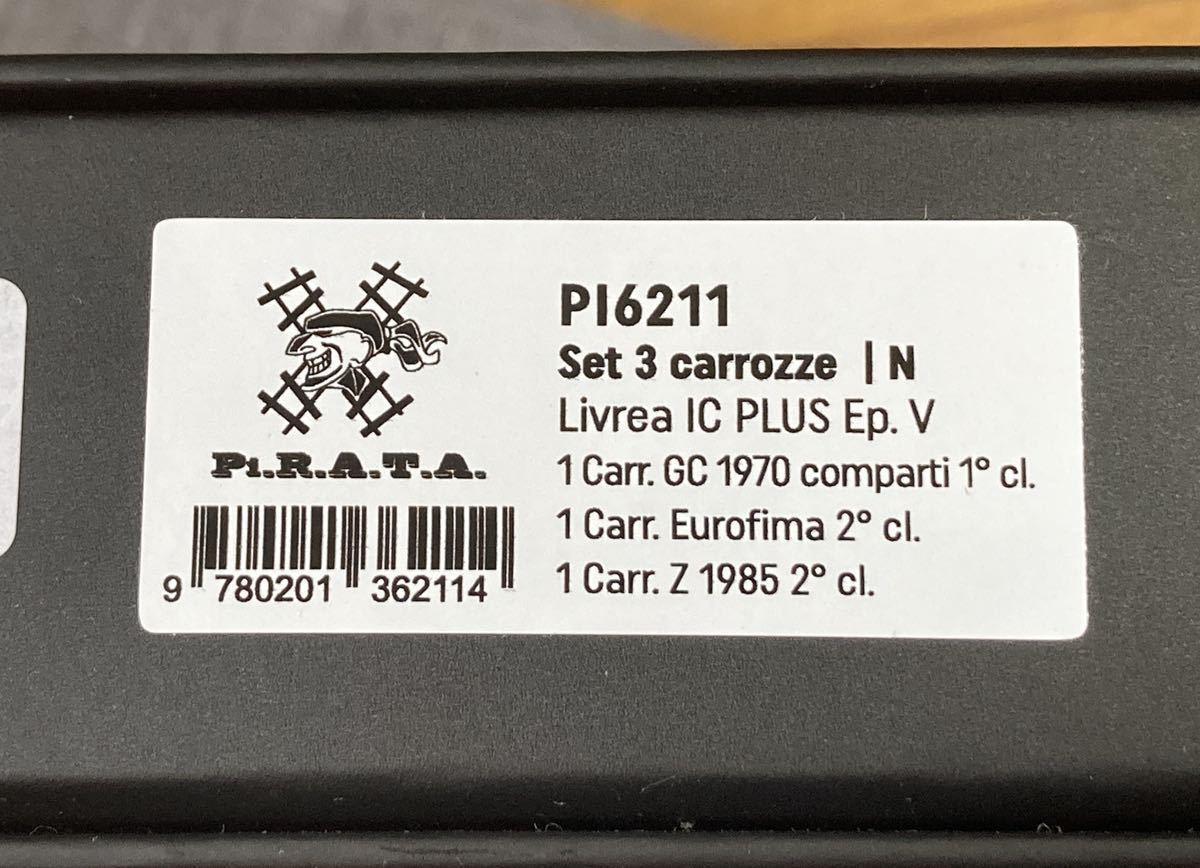 Pi.R.A.T.A.
9 780201 362114
PI6211
Set 3 carrozze | N
Livrea IC PLUS Ep. V
1 Carr. GC 1970 comparti 1° cl.
1 Carr. Eurofima 2° cl.
1 Carr. Z 1985 2° cl.